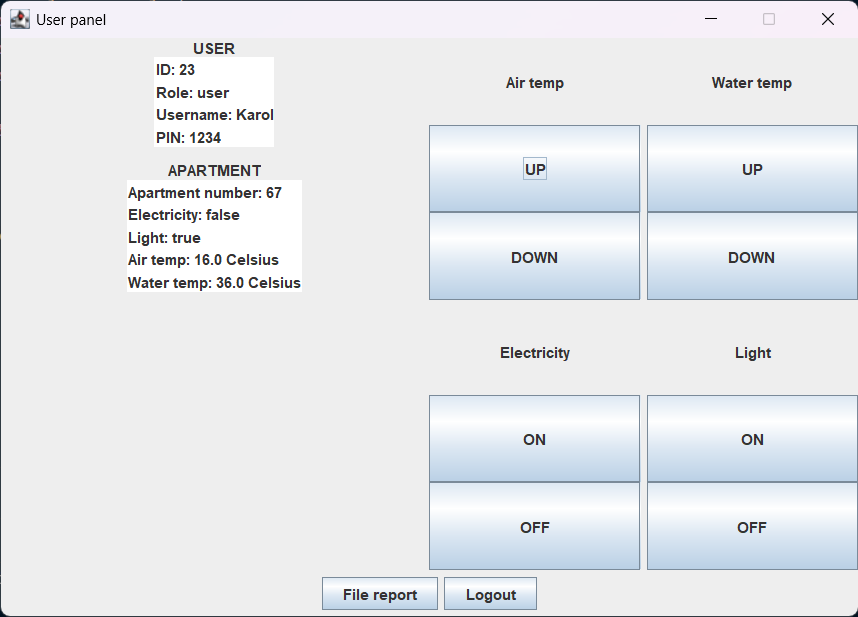 User panel
USER
ID: 23
Role: user
Username: Karol
PIN: 1234
APARTMENT
Apartment number: 67
Electricity: false
Light: true
Air temp: 16.0 Celsius
Water temp: 36.0 Celsius
Air temp
Water temp
UP
UP
DOWN
DOWN
Electricity
Light
ON
ON
OFF
OFF
File report
Logout